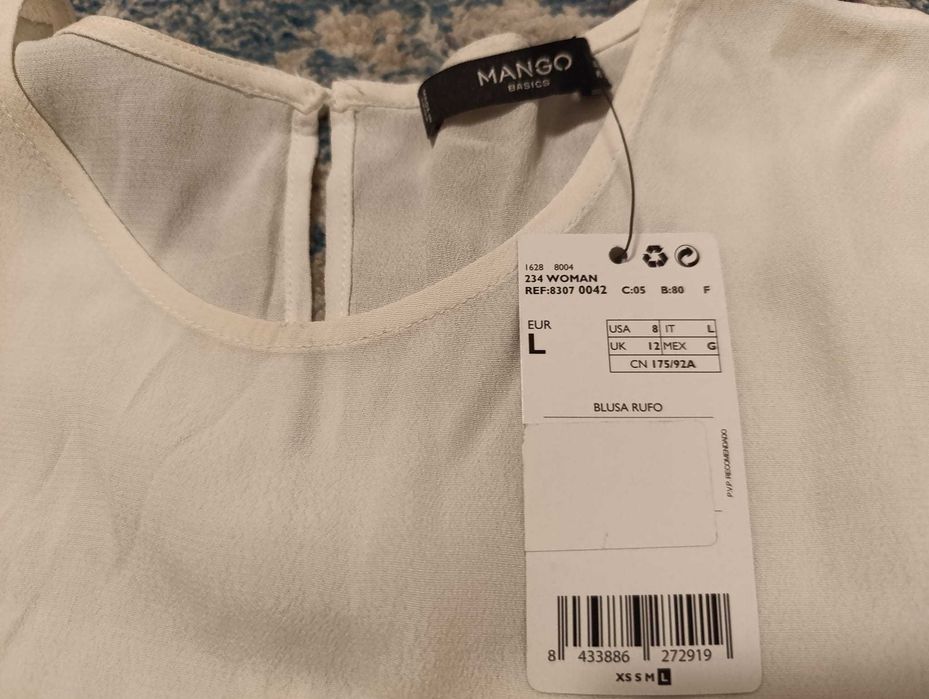 MANGO
BASICS
1628 8004
234 WOMAN
REF:8307 0042 C:05 B:80 F
EUR
L
USA 8 IT L
UK 12 MEX G
CN 175/92A
BLUSA RUFO
P.V.P. RECOMENDADO
8 433886 272919
XS S M L